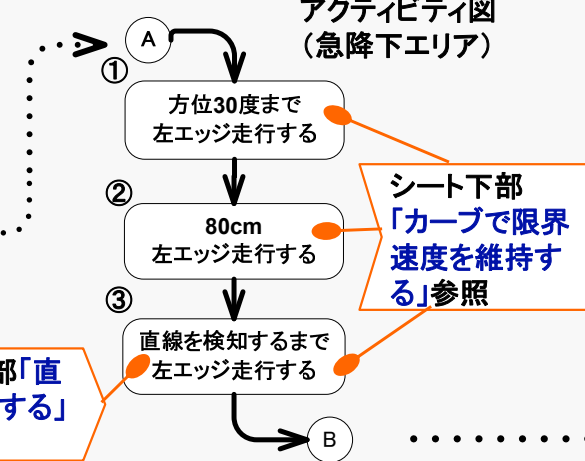 アクティビティ図
（急降下エリア）
A
①
方位30度まで
左エッジ走行する
②
80cm
左エッジ走行する
シート下部
「カーブで限界
速度を維持す
る」参照
③
直線を検知するまで
左エッジ走行する
部「直
する」
B